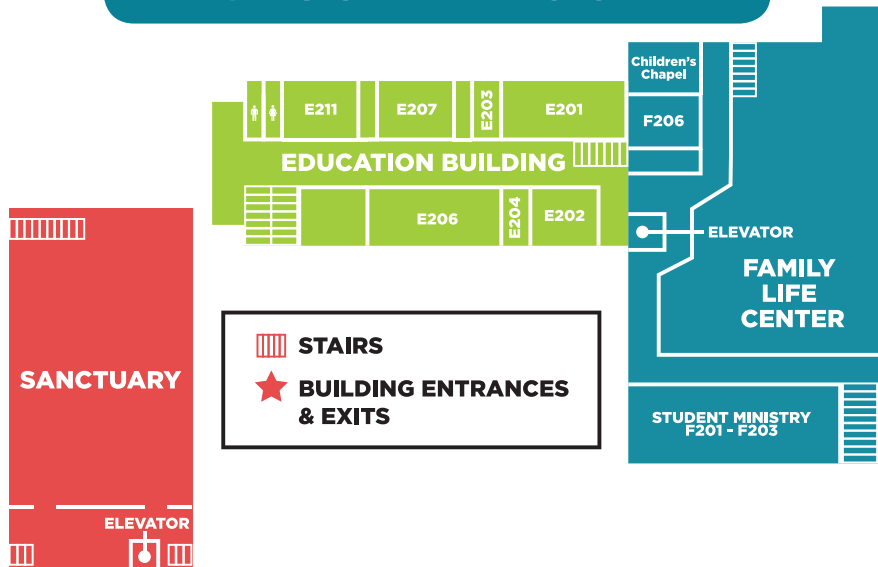 Children's
Chapel
E211
E207
E203
E201
F206
EDUCATION BUILDING
E206
E204
E202
ELEVATOR
FAMILY
LIFE
CENTER
STAIRS
BUILDING ENTRANCES
& EXITS
SANCTUARY
STUDENT MINISTRY
F201 - F203
ELEVATOR